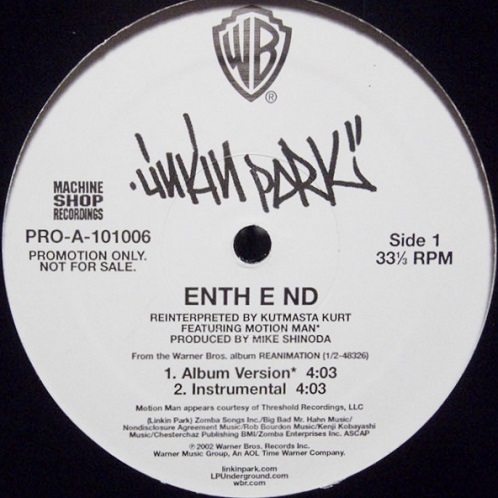 WB
®
LINKIN PARK
MACHINE
SHOP
RECORDINGS
PRO-A-101006
PROMOTION ONLY.
NOT FOR SALE.
Side 1
33⅓ RPM
ENTH E ND
REINTERPRETED BY KUTMASTA KURT
FEATURING MOTION MAN*
PRODUCED BY MIKE SHINODA
From the Warner Bros. album REANIMATION (1/2-48326)
1. Album Version* 4:03
2. Instrumental 4:03
Motion Man appears courtesy of Threshold Recordings, LLC
(Linkin Park) Zomba Songs Inc./Big Bad Mr. Hahn Music/
Nondisclosure Agreement Music/Rob Bourdon Music/Kenji Kobayashi
Music/Chesterchaz Publishing BMI/Zomba Enterprises Inc. ASCAP
℗ 2002 Warner Bros. Records Inc.
Warner Music Group, An AOL Time Warner Company.
linkinpark.com
LPUnderground.com
wbr.com